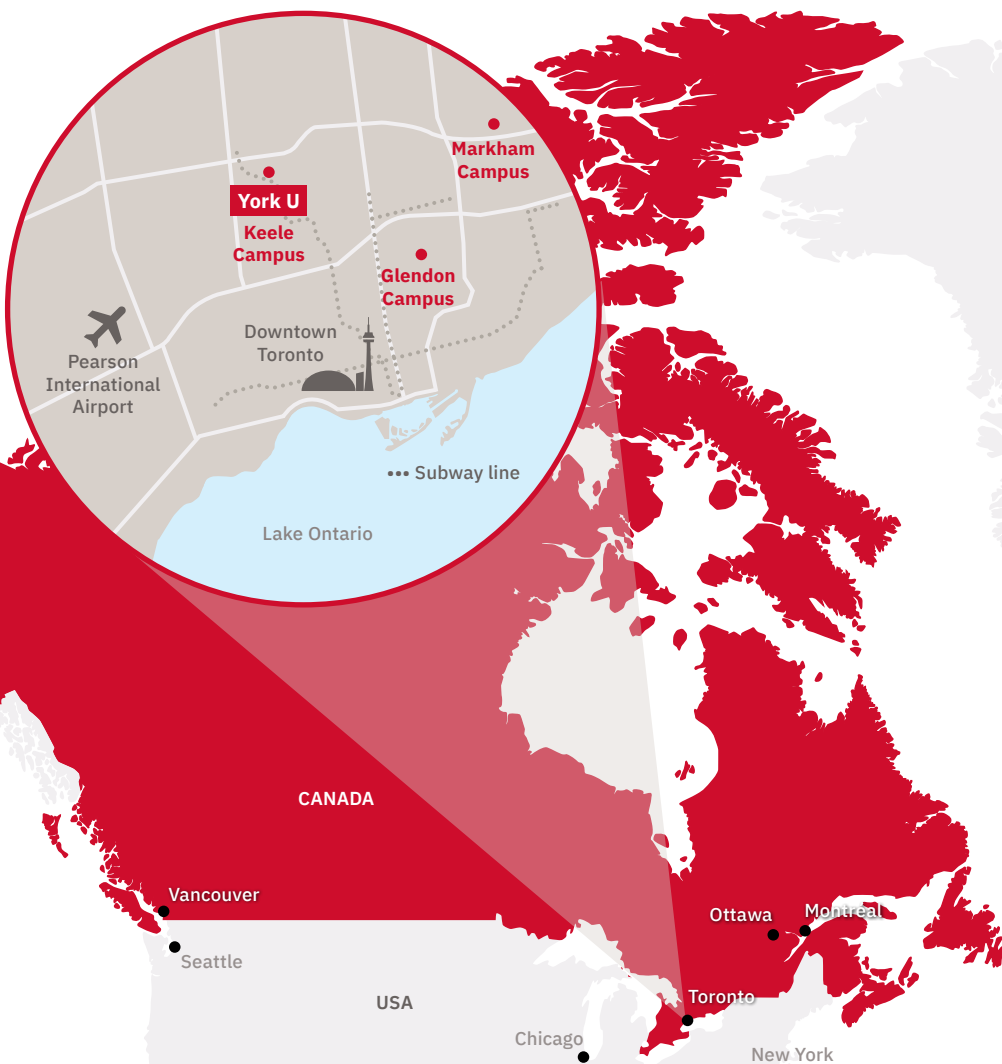 Markham
Campus
York U
Keele
Campus
Glendon
Campus
Downtown
Toronto
Pearson
International
Airport
Subway line
Lake Ontario
CANADA
Vancouver
Seattle
USA
Ottawa
Montreal
Toronto
Chicago
New York